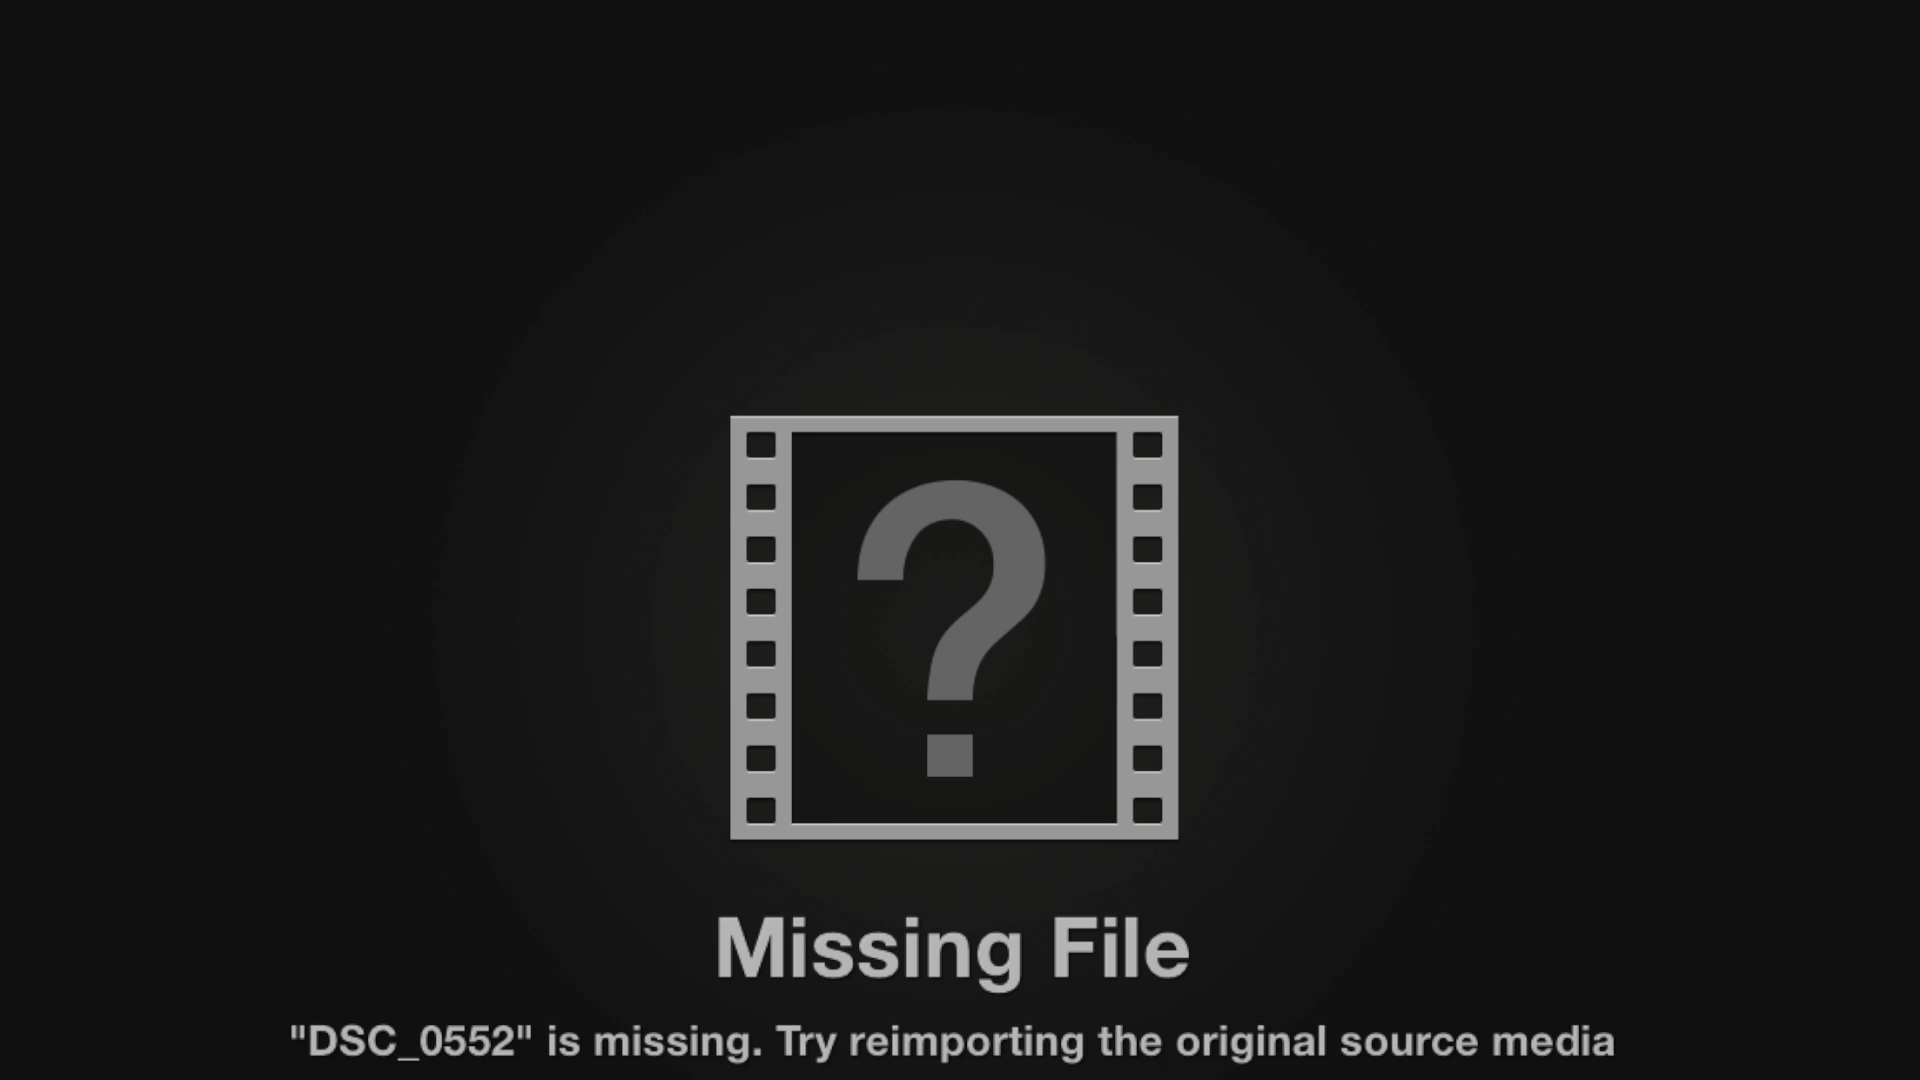 ?
Missing File
"DSC_0552" is missing. Try reimporting the original source media